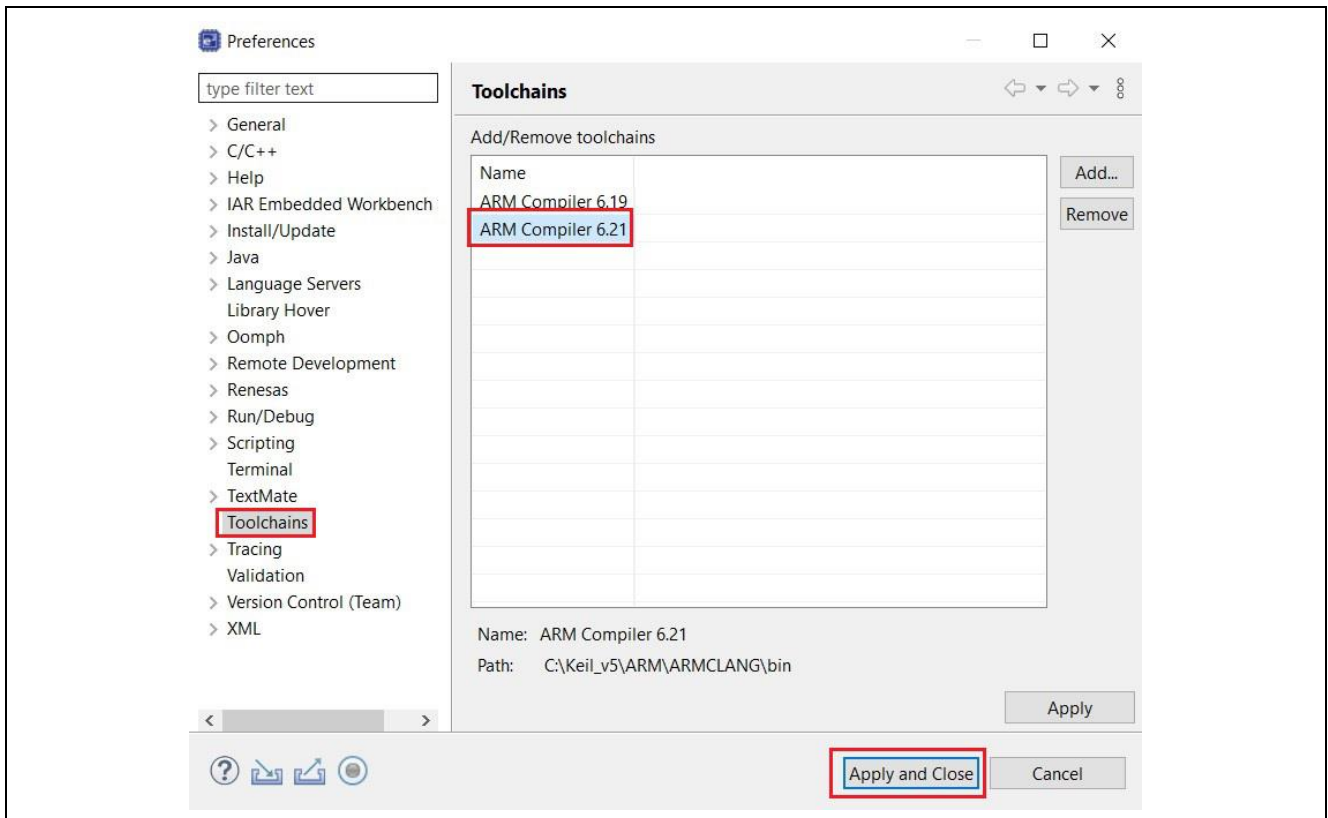 Preferences
type filter text
General
C/C++
Help
IAR Embedded Workbench
Install/Update
Java
Language Servers
Library Hover
Oomph
Remote Development
Renesas
Run/Debug
Scripting
Terminal
TextMate
Toolchains
Tracing
Validation
Version Control (Team)
XML
Toolchains
Add/Remove toolchains
Name
ARM Compiler 6.19
ARM Compiler 6.21
Add...
Remove
Name: ARM Compiler 6.21
Path: C:\Keil_v5\ARM\ARMCLANG\bin
Apply
Apply and Close
Cancel